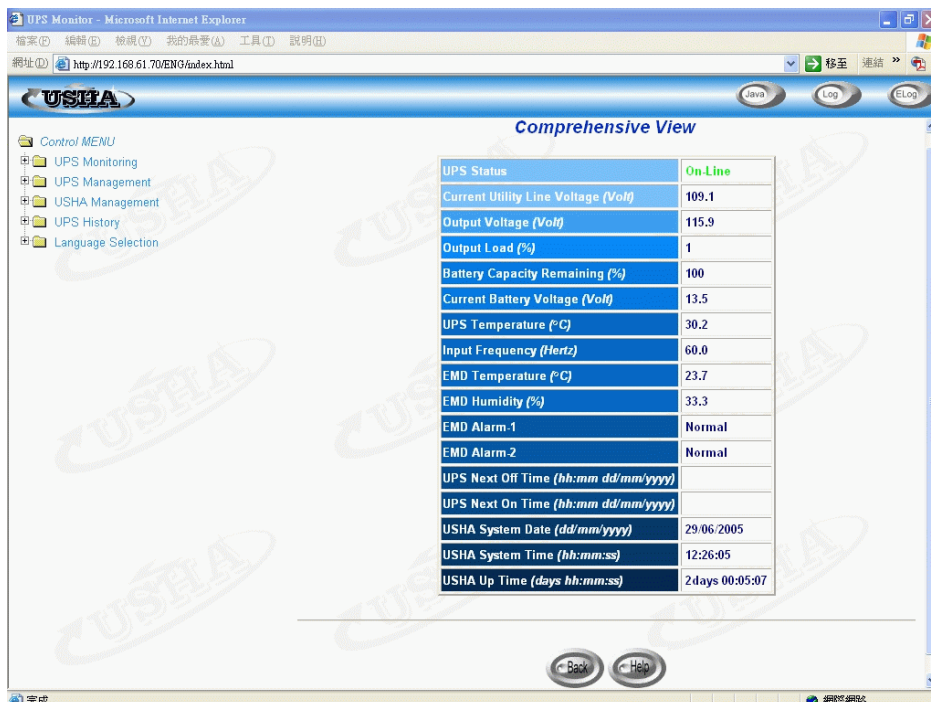 UPS Monitor - Microsoft Internet Explorer
檔案(F) 編輯(E) 檢視(V) 我的最愛(A) 工具(T) 說明(H)
網址(D) http://192.168.61.70/ENG/index.html 移至 連結 »
USHA Java Log ELog
Control MENU
UPS Monitoring
UPS Management
USHA Management
UPS History
Language Selection
Comprehensive View
UPS Status On-Line
Current Utility Line Voltage (Volt) 109.1
Output Voltage (Volt) 115.9
Output Load (%) 1
Battery Capacity Remaining (%) 100
Current Battery Voltage (Volt) 13.5
UPS Temperature (°C) 30.2
Input Frequency (Hertz) 60.0
EMD Temperature (°C) 23.7
EMD Humidity (%) 33.3
EMD Alarm-1 Normal
EMD Alarm-2 Normal
UPS Next Off Time (hh:mm dd/mm/yyyy)
UPS Next On Time (hh:mm dd/mm/yyyy)
USHA System Date (dd/mm/yyyy) 29/06/2005
USHA System Time (hh:mm:ss) 12:26:05
USHA Up Time (days hh:mm:ss) 2days 00:05:07
Back Help
完成 網際網路